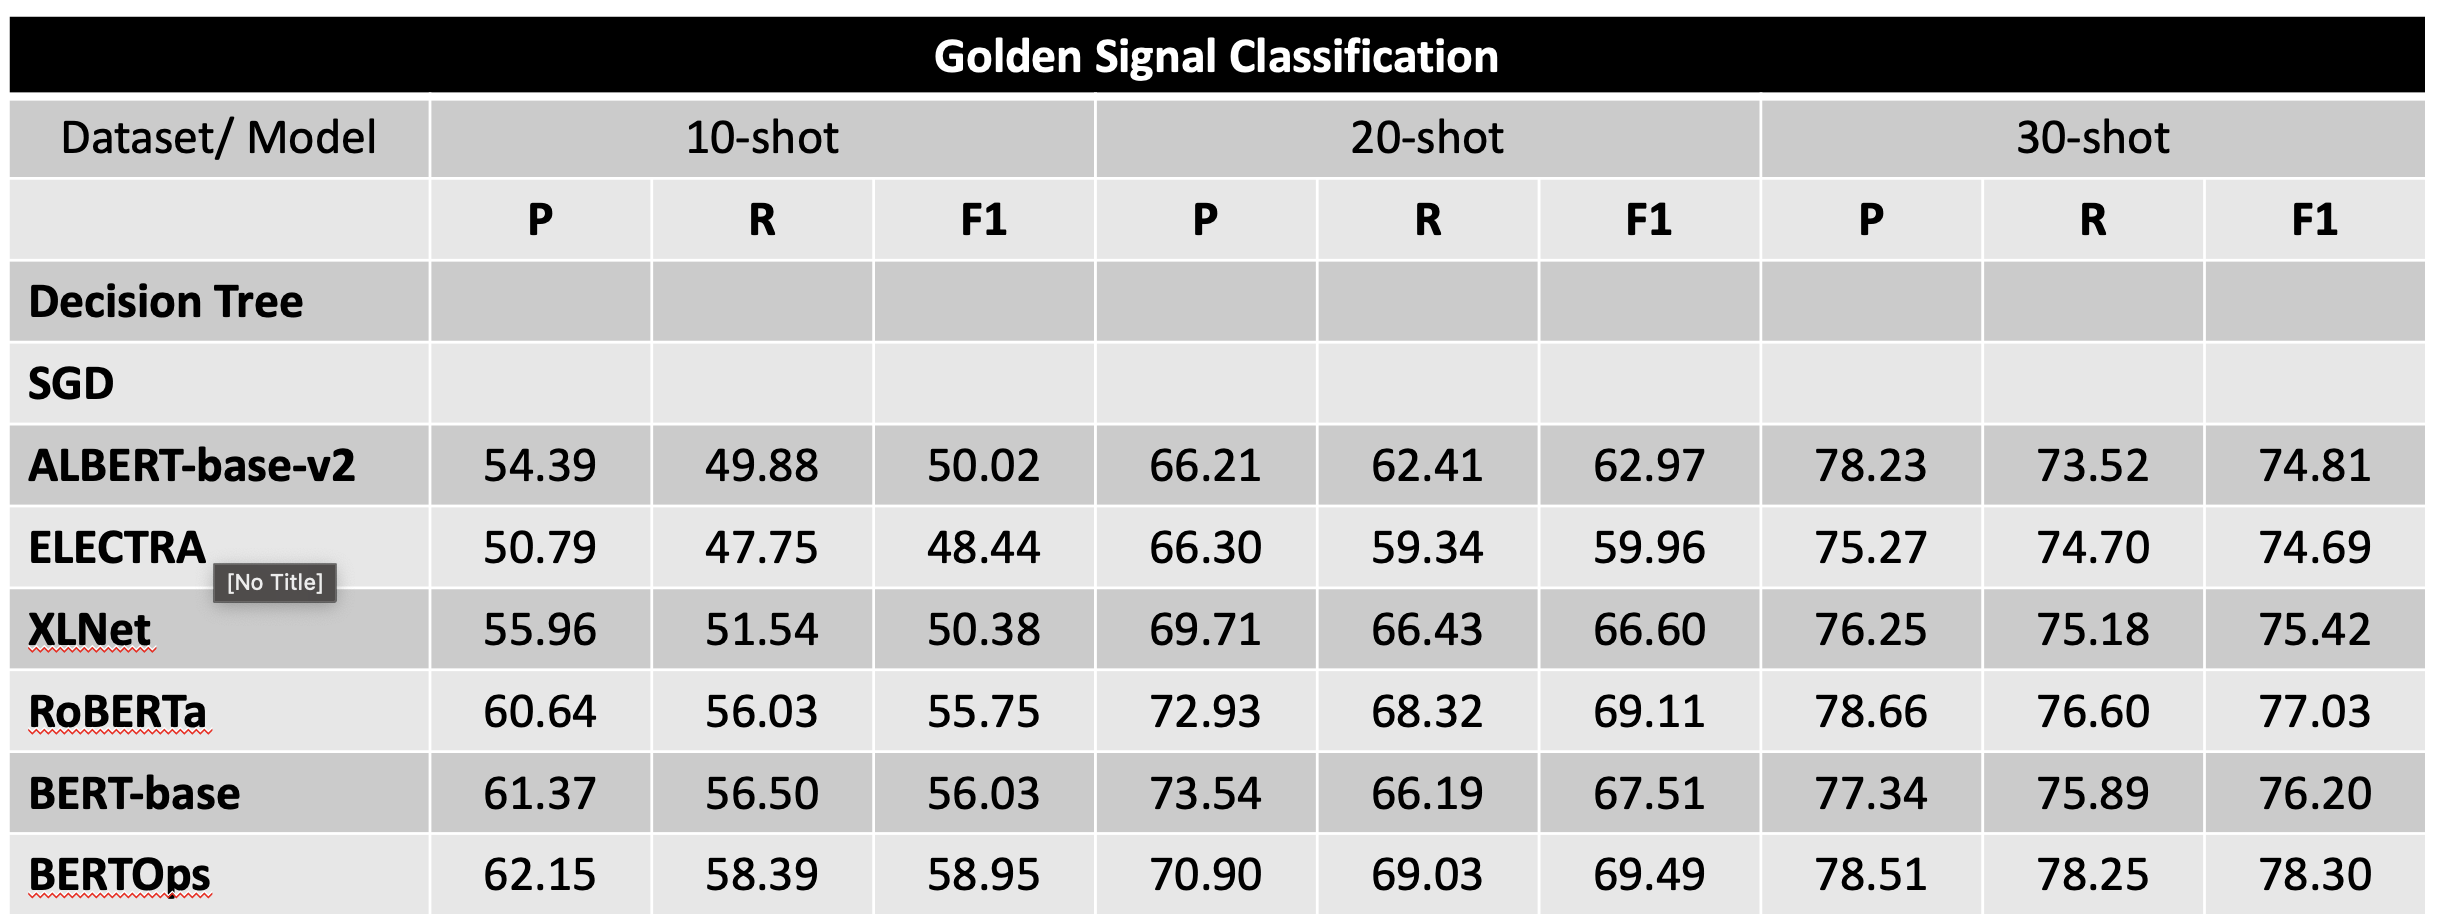 Golden Signal Classification
Dataset/ Model 10-shot 20-shot 30-shot
P R F1 P R F1 P R F1
Decision Tree
SGD
ALBERT-base-v2 54.39 49.88 50.02 66.21 62.41 62.97 78.23 73.52 74.81
ELECTRA 50.79 47.75 48.44 66.30 59.34 59.96 75.27 74.70 74.69
[No Title]
XLNet 55.96 51.54 50.38 69.71 66.43 66.60 76.25 75.18 75.42
RoBERTa 60.64 56.03 55.75 72.93 68.32 69.11 78.66 76.60 77.03
BERT-base 61.37 56.50 56.03 73.54 66.19 67.51 77.34 75.89 76.20
BERTOps 62.15 58.39 58.95 70.90 69.03 69.49 78.51 78.25 78.30